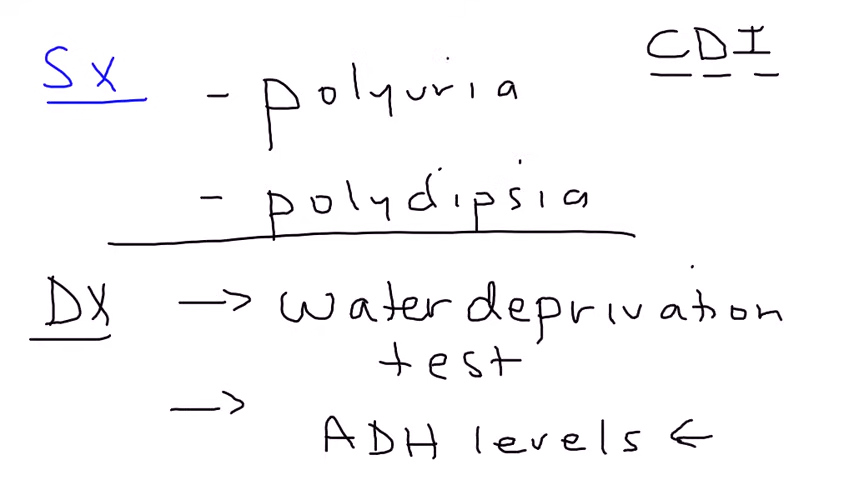 CDI
Sx - polyuria
- polydipsia
DX → water deprivation
test
→ ADH levels ←